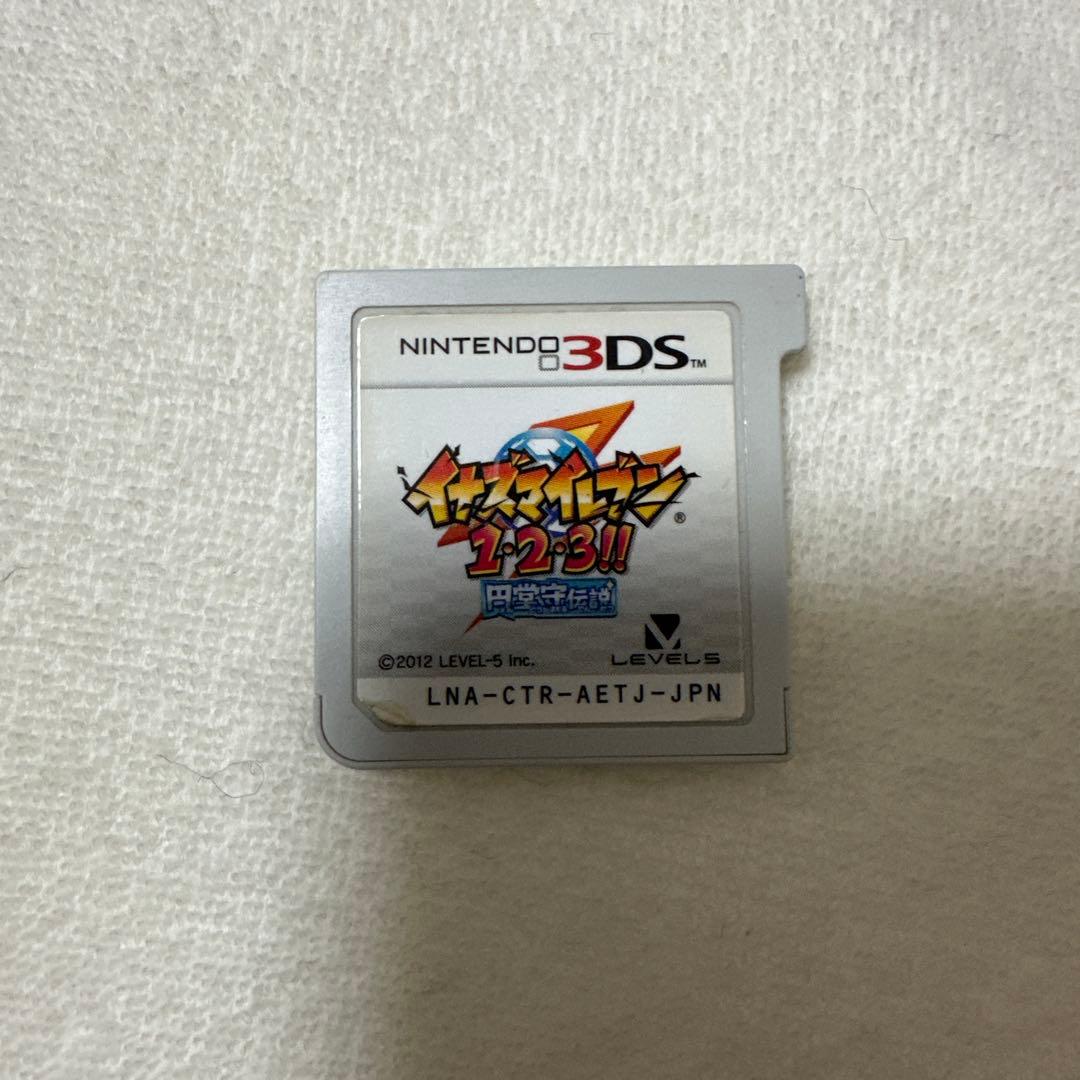 NINTENDO 3DS™
イナズマイレブン®
1・2・3!!
円堂守伝説
©2012 LEVEL-5 Inc.
LEVEL5
LNA-CTR-AETJ-JPN